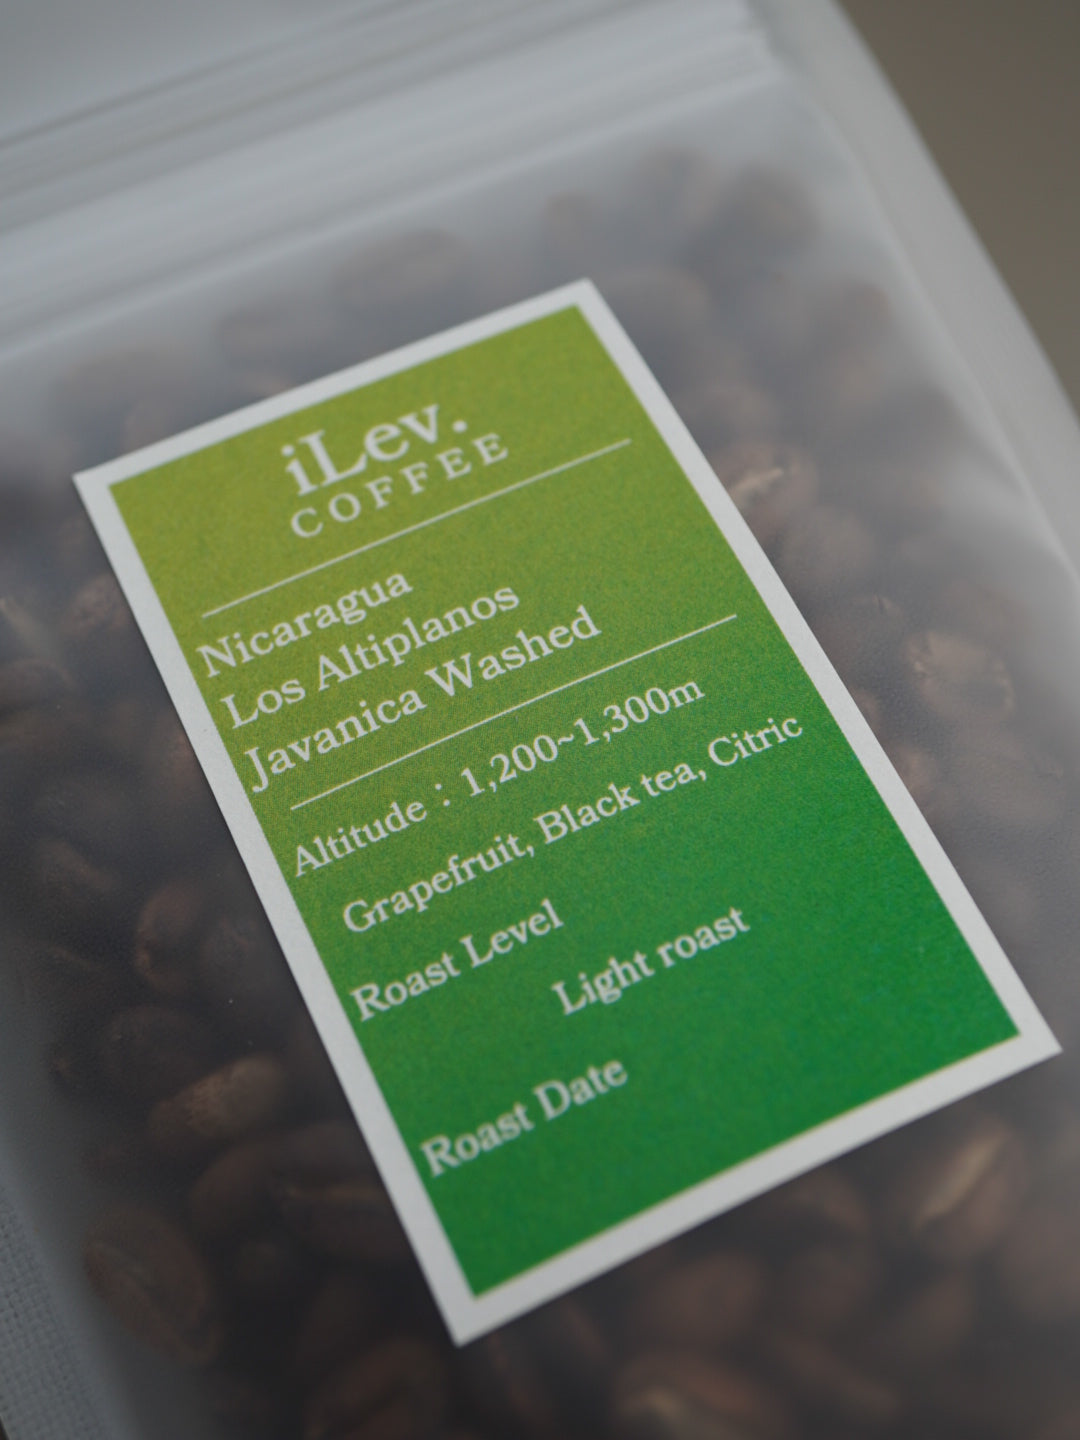 iLev.
COFFEE
Nicaragua
Los Altiplanos
Javanica Washed
Altitude : 1,200~1,300m
Grapefruit, Black tea, Citric
Roast Level
Light roast
Roast Date